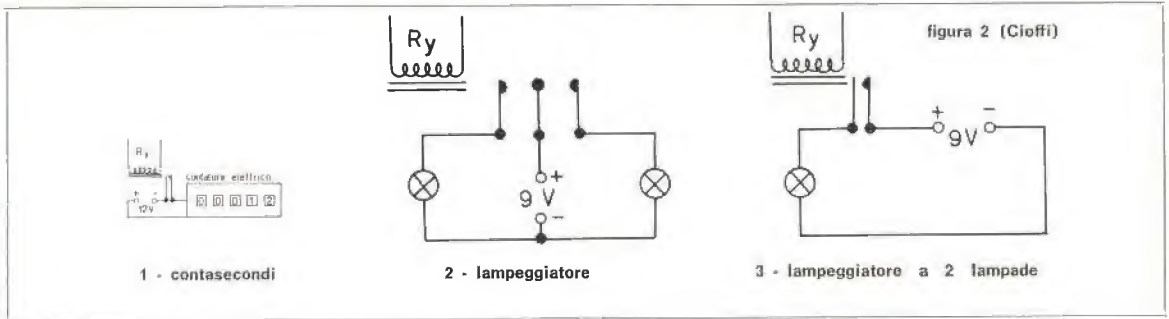 figura 2 (Cioffi)
Ry
contatore elettrico
+ -
12V
0 0 0 1 2
1 - contasecondi
Ry
+
9 V
-
2 - lampeggiatore
Ry
+ -
9V
3 - lampeggiatore a 2 lampade